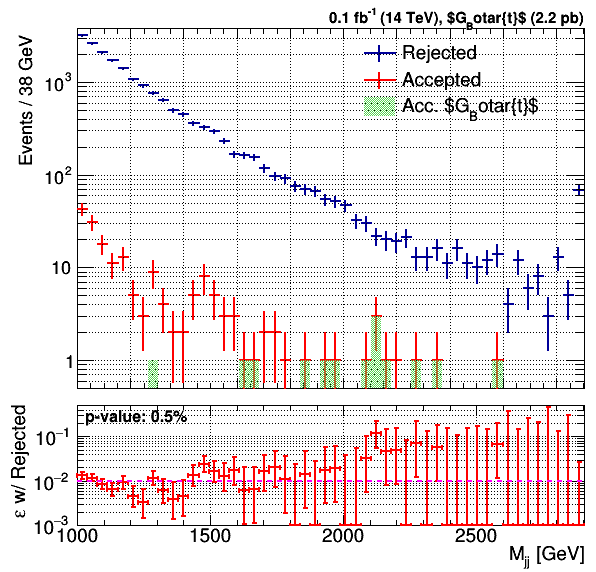 0.1 fb⁻¹ (14 TeV), $G_Botar{t}$ (2.2 pb)
Events / 38 GeV
Rejected
Accepted
Acc. $G_Botar{t}$
10³
10²
10
1
p-value: 0.5%
ε w/ Rejected
10⁻¹
10⁻²
10⁻³
1000 1500 2000 2500
M_jj [GeV]